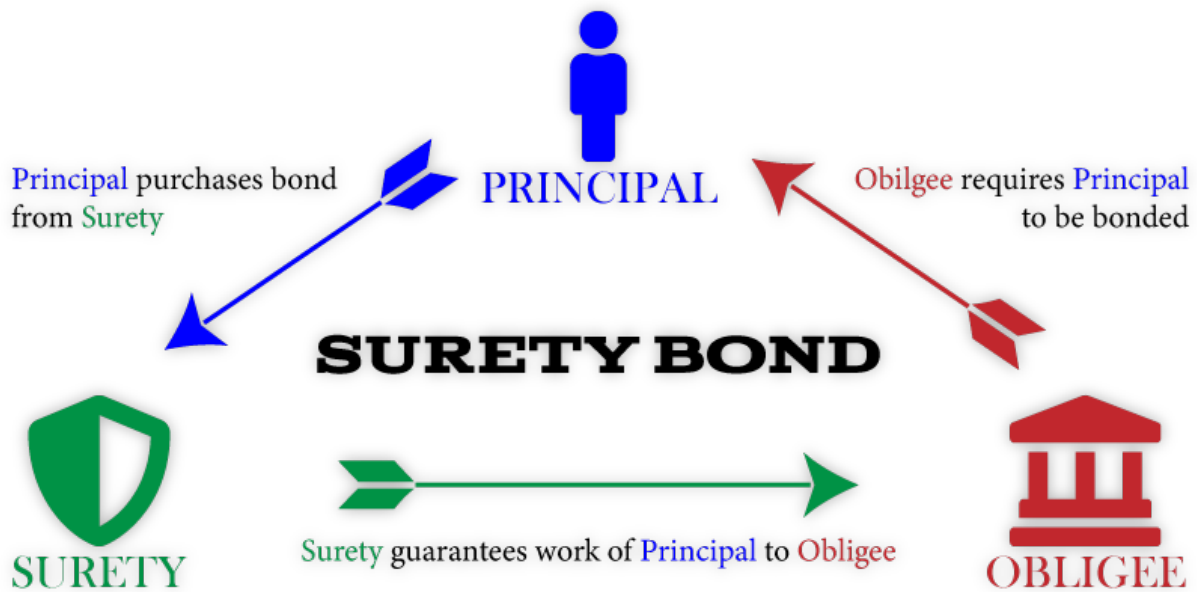 PRINCIPAL
Principal purchases bond
from Surety
Obilgee requires Principal
to be bonded
SURETY BOND
Surety guarantees work of Principal to Obligee
SURETY
OBLIGEE